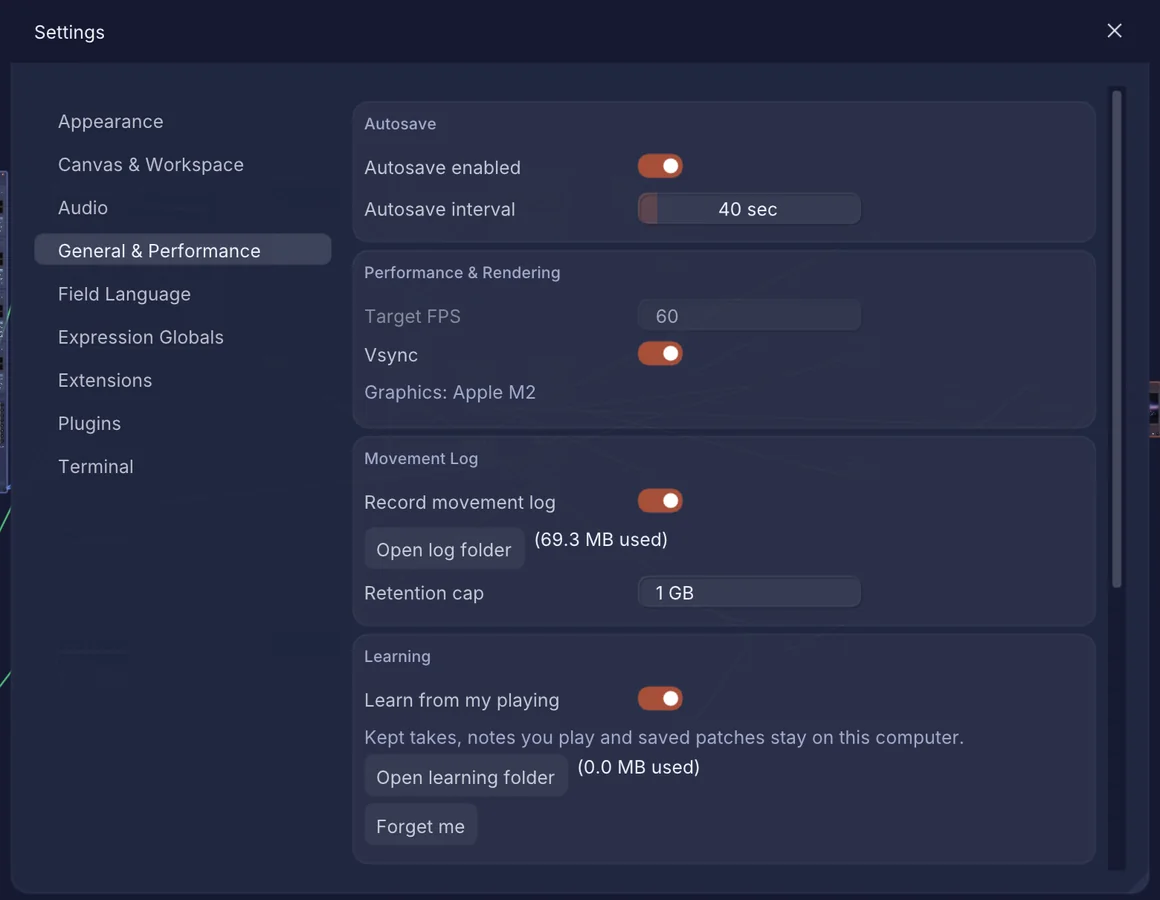 Settings
Appearance
Canvas & Workspace
Audio
General & Performance
Field Language
Expression Globals
Extensions
Plugins
Terminal
Autosave
Autosave enabled
Autosave interval 40 sec
Performance & Rendering
Target FPS 60
Vsync
Graphics: Apple M2
Movement Log
Record movement log
Open log folder (69.3 MB used)
Retention cap 1 GB
Learning
Learn from my playing
Kept takes, notes you play and saved patches stay on this computer.
Open learning folder (0.0 MB used)
Forget me